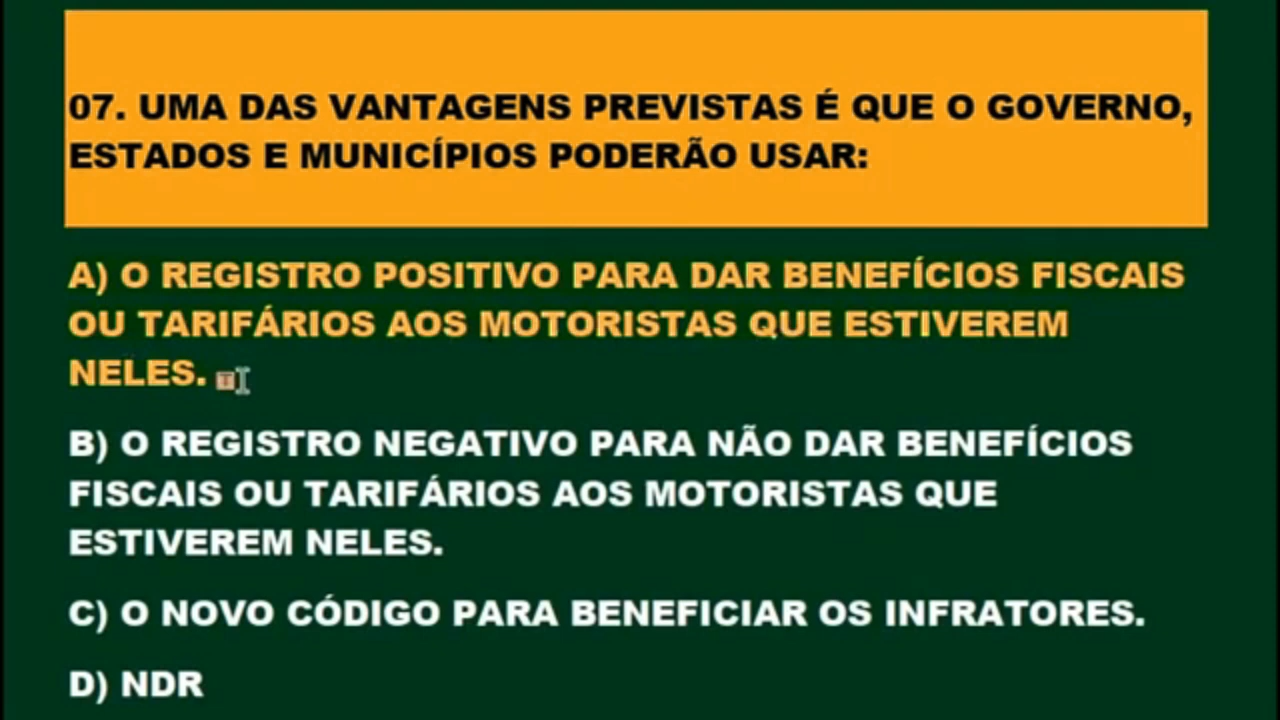 07. UMA DAS VANTAGENS PREVISTAS É QUE O GOVERNO,
ESTADOS E MUNICÍPIOS PODERÃO USAR:
A) O REGISTRO POSITIVO PARA DAR BENEFÍCIOS FISCAIS
OU TARIFÁRIOS AOS MOTORISTAS QUE ESTIVEREM
NELES.
B) O REGISTRO NEGATIVO PARA NÃO DAR BENEFÍCIOS
FISCAIS OU TARIFÁRIOS AOS MOTORISTAS QUE
ESTIVEREM NELES.
C) O NOVO CÓDIGO PARA BENEFICIAR OS INFRATORES.
D) NDR